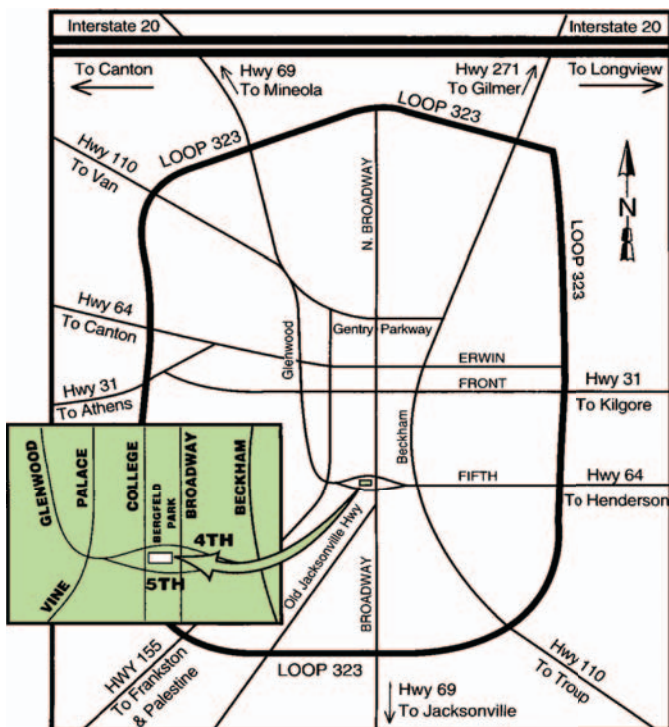 Interstate 20
Interstate 20
To Canton
Hwy 69
To Mineola
Hwy 271
To Gilmer
To Longview
LOOP 323
LOOP 323
Hwy 110
To Van
N. BROADWAY
N
LOOP 323
Hwy 64
To Canton
Glenwood
Gentry Parkway
ERWIN
FRONT
Hwy 31
To Athens
Hwy 31
To Kilgore
Beckham
FIFTH
Hwy 64
To Henderson
GLENWOOD
PALACE
COLLEGE
BERGFELD
PARK
BROADWAY
BECKHAM
4TH
5TH
VINE
Old Jacksonville Hwy
BROADWAY
HWY 155
To Frankston
& Palestine
LOOP 323
Hwy 69
To Jacksonville
Hwy 110
To Troup